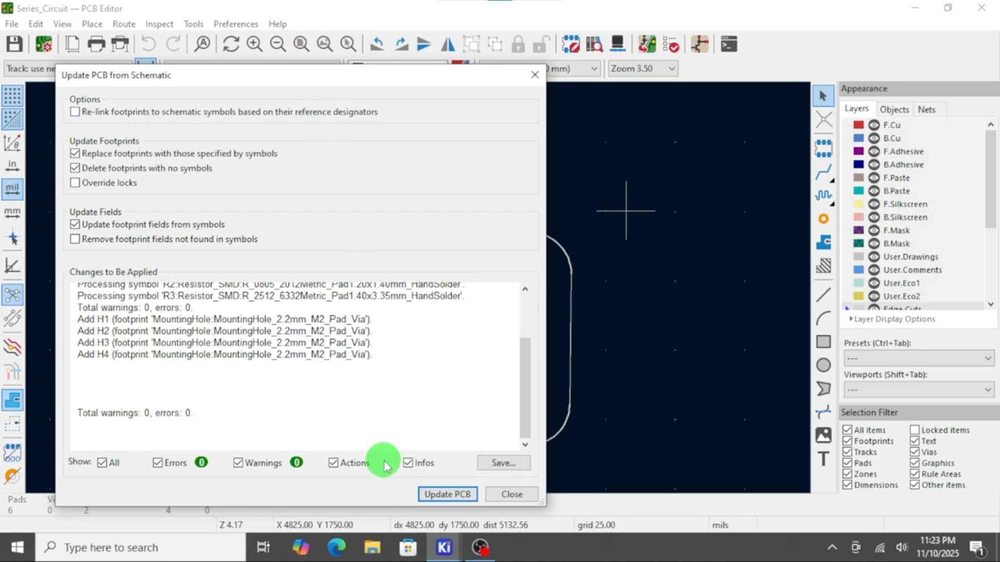 Series_Circuit — PCB Editor
File Edit View Place Route Inspect Tools Preferences Help
Track: use ne
mm)
Zoom 3.50
Update PCB from Schematic
Options
Re-link footprints to schematic symbols based on their reference designators
Update Footprints
Replace footprints with those specified by symbols
Delete footprints with no symbols
Override locks
Update Fields
Update footprint fields from symbols
Remove footprint fields not found in symbols
Changes to Be Applied
Processing symbol 'R2:Resistor_SMD:R_0805_2012Metric_Pad1.20x1.40mm_HandSolder'.
Processing symbol 'R3:Resistor_SMD:R_2512_6332Metric_Pad1.40x3.35mm_HandSolder'.
Total warnings: 0, errors: 0.
Add H1 (footprint 'MountingHole:MountingHole_2.2mm_M2_Pad_Via').
Add H2 (footprint 'MountingHole:MountingHole_2.2mm_M2_Pad_Via').
Add H3 (footprint 'MountingHole:MountingHole_2.2mm_M2_Pad_Via').
Add H4 (footprint 'MountingHole:MountingHole_2.2mm_M2_Pad_Via').
Total warnings: 0, errors: 0.
Show: All Errors 0 Warnings 0 Actions Infos Save...
Update PCB Close
in
mil
mm
Appearance
Layers Objects Nets
F.Cu
B.Cu
F.Adhesive
B.Adhesive
F.Paste
B.Paste
F.Silkscreen
B.Silkscreen
F.Mask
B.Mask
User.Drawings
User.Comments
User.Eco1
User.Eco2
Edge.Cuts
Layer Display Options
Presets (Ctrl+Tab):
---
Viewports (Shift+Tab):
---
Selection Filter
All items Locked items
Footprints Text
Tracks Vias
Pads Graphics
Zones Rule Areas
Dimensions Other items
Pads Vi
6 0 2 4 0
Z 4.17 X 4825.00 Y 1750.00 dx 4825.00 dy 1750.00 dist 5132.56 grid 25.00 mils
Type here to search
Ki
11:23 PM
11/10/2025
1